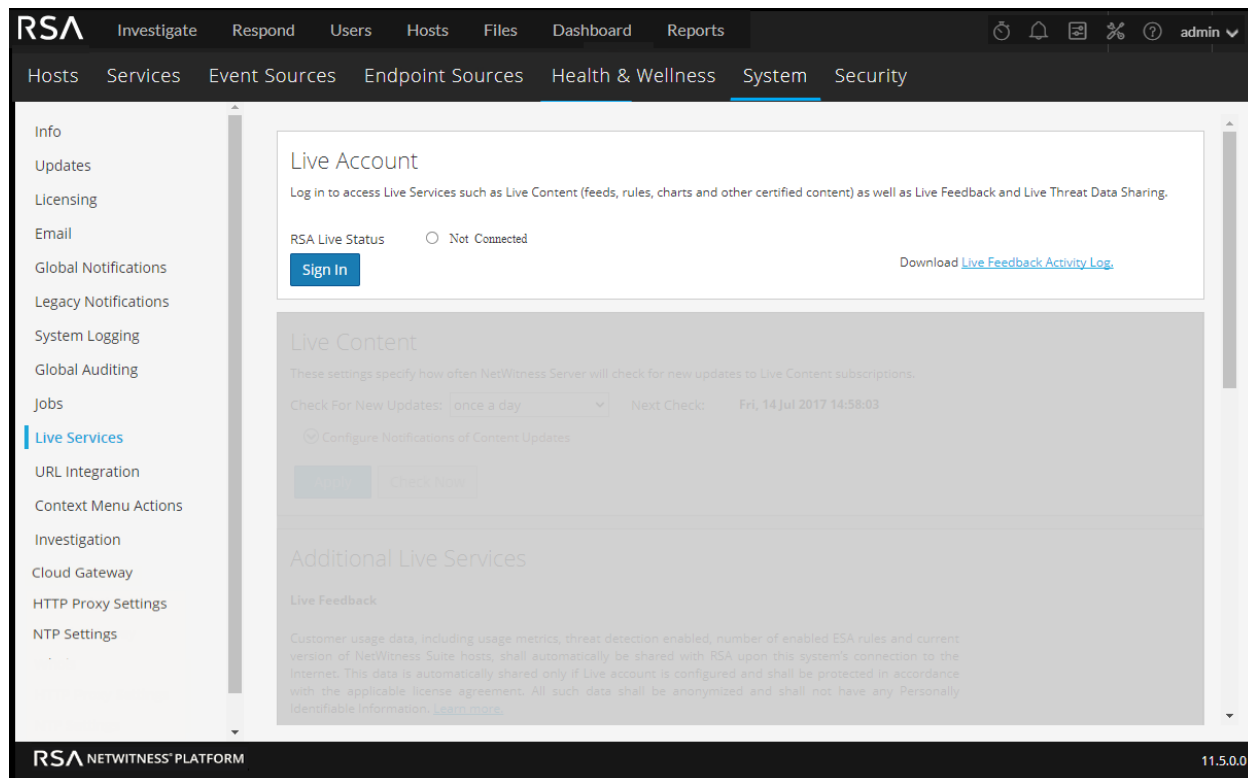 RSA Investigate Respond Users Hosts Files Dashboard Reports admin
Hosts Services Event Sources Endpoint Sources Health & Wellness System Security
Info
Updates
Licensing
Email
Global Notifications
Legacy Notifications
System Logging
Global Auditing
Jobs
Live Services
URL Integration
Context Menu Actions
Investigation
Cloud Gateway
HTTP Proxy Settings
NTP Settings
Live Account
Log in to access Live Services such as Live Content (feeds, rules, charts and other certified content) as well as Live Feedback and Live Threat Data Sharing.
RSA Live Status Not Connected
Sign In
Download Live Feedback Activity Log.
Live Content
These settings specify how often NetWitness Server will check for new updates to Live Content subscriptions.
Check For New Updates: once a day Next Check: Fri, 14 Jul 2017 14:58:03
Configure Notifications of Content Updates
Apply Check Now
Additional Live Services
Live Feedback
Customer usage data, including usage metrics, threat detection enabled, number of enabled ESA rules and current
version of NetWitness Suite hosts, shall automatically be shared with RSA upon this system's connection to the
Internet. This data is automatically shared only if Live account is configured and shall be protected in accordance
with the applicable license agreement. All such data shall be anonymized and shall not have any Personally
Identifiable Information. Learn more.
RSA NETWITNESS® PLATFORM 11.5.0.0